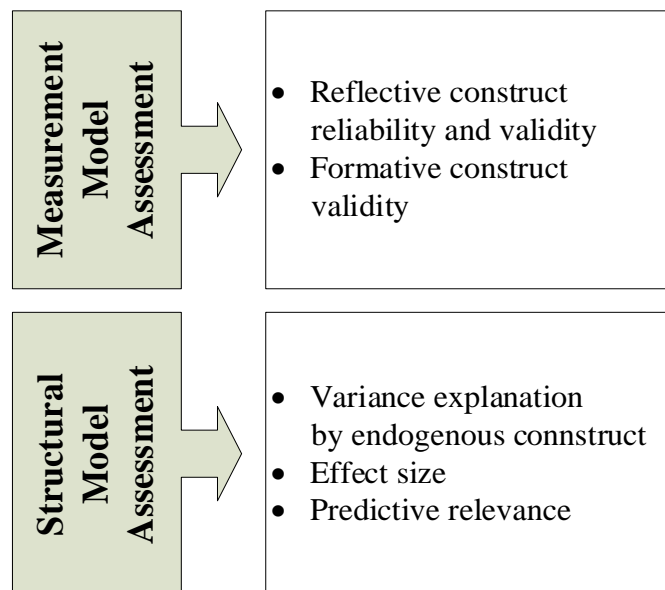 Measurement
Model
Assessment
• Reflective construct
reliability and validity
• Formative construct
validity
Structural
Model
Assessment
• Variance explanation
by endogenous connstruct
• Effect size
• Predictive relevance